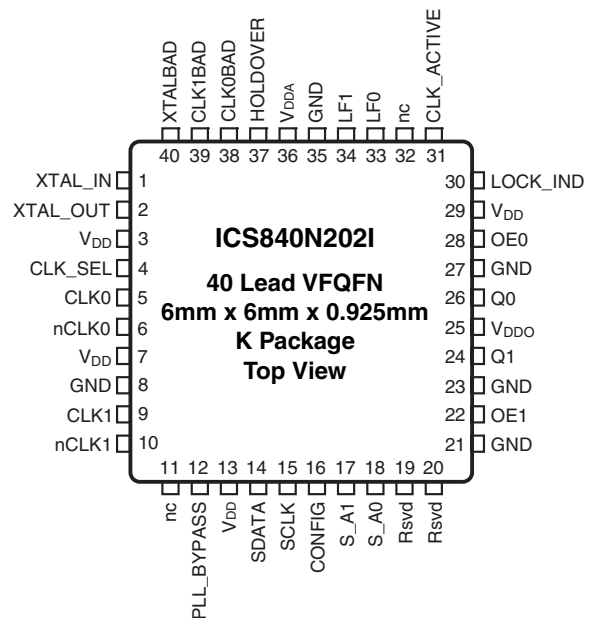 XTALBAD
CLK1BAD
CLK0BAD
HOLDOVER
VDDA
GND
LF1
LF0
nc
CLK_ACTIVE
40 39 38 37 36 35 34 33 32 31
XTAL_IN 1
XTAL_OUT 2
VDD 3
CLK_SEL 4
CLK0 5
nCLK0 6
VDD 7
GND 8
CLK1 9
nCLK1 10
ICS840N202I
40 Lead VFQFN
6mm x 6mm x 0.925mm
K Package
Top View
30 LOCK_IND
29 VDD
28 OE0
27 GND
26 Q0
25 VDDO
24 Q1
23 GND
22 OE1
21 GND
11 12 13 14 15 16 17 18 19 20
nc
PLL_BYPASS
VDD
SDATA
SCLK
CONFIG
S_A1
S_A0
Rsvd
Rsvd